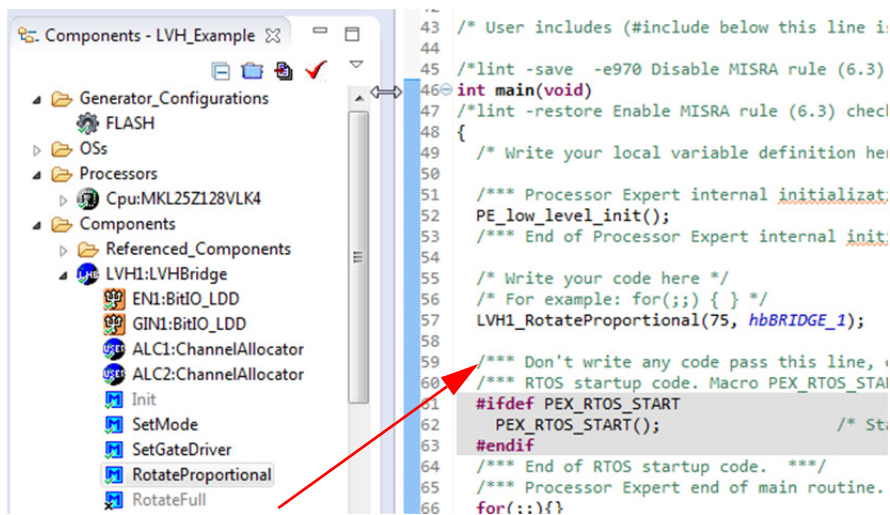 Components - LVH_Example
Generator_Configurations
FLASH
OSs
Processors
Cpu:MKL25Z128VLK4
Components
Referenced_Components
LVH1:LVHBridge
EN1:BitIO_LDD
GIN1:BitIO_LDD
ALC1:ChannelAllocator
ALC2:ChannelAllocator
Init
SetMode
SetGateDriver
RotateProportional
RotateFull
43 /* User includes (#include below this line is
44
45 /*lint -save  -e970 Disable MISRA rule (6.3)
46 int main(void)
47 /*lint -restore Enable MISRA rule (6.3) chec
48 {
49 /* Write your local variable definition her
50
51 /*** Processor Expert internal initializati
52 PE_low_level_init();
53 /*** End of Processor Expert internal init
54
55 /* Write your code here */
56 /* For example: for(;;) { } */
57 LVH1_RotateProportional(75, hbBRIDGE_1);
58
59 /*** Don't write any code pass this line,
60 /*** RTOS startup code. Macro PEX_RTOS_STAR
61 #ifdef PEX_RTOS_START
62 PEX_RTOS_START(); /* Sta
63 #endif
64 /*** End of RTOS startup code.  ***/
65 /*** Processor Expert end of main routine.
66 for(;;){}